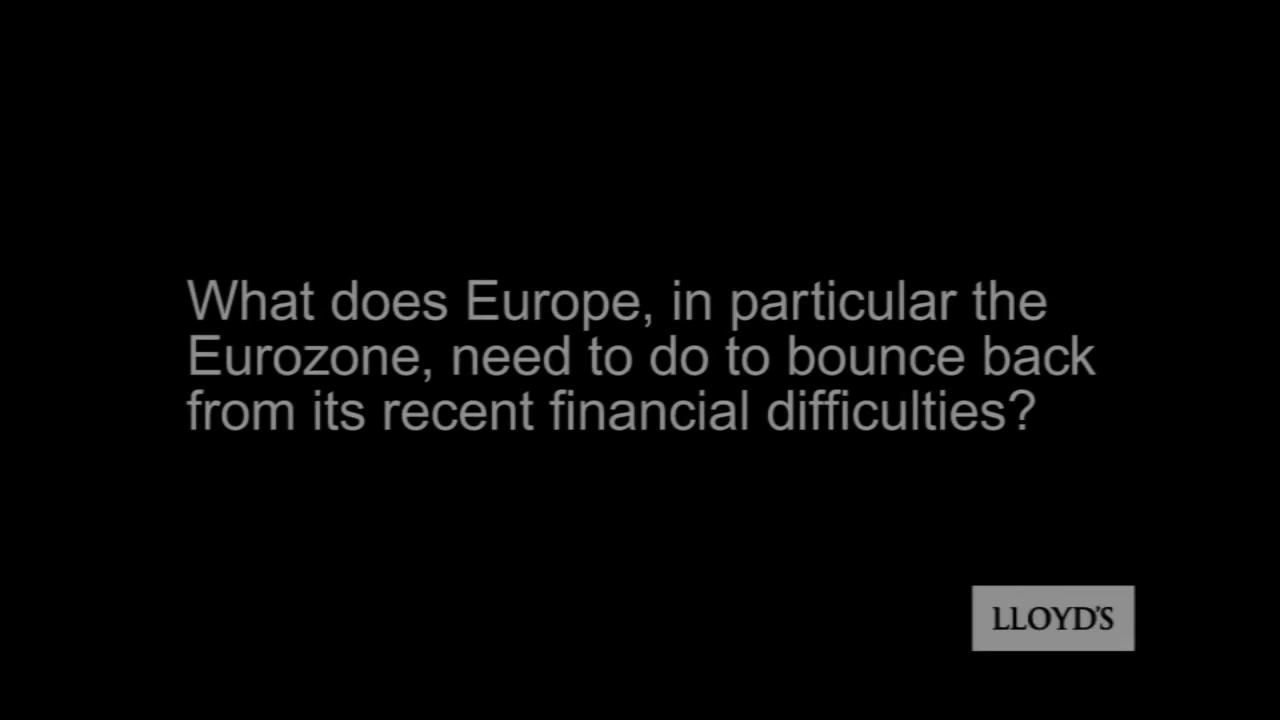 What does Europe, in particular the
Eurozone, need to do to bounce back
from its recent financial difficulties?
LLOYD'S